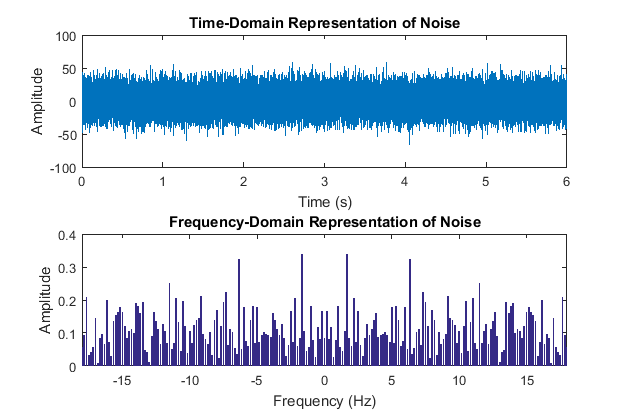 Time-Domain Representation of Noise
100
50
0
-50
-100
Amplitude
0 1 2 3 4 5 6
Time (s)
Frequency-Domain Representation of Noise
0.4
0.3
0.2
0.1
0
Amplitude
-15 -10 -5 0 5 10 15
Frequency (Hz)